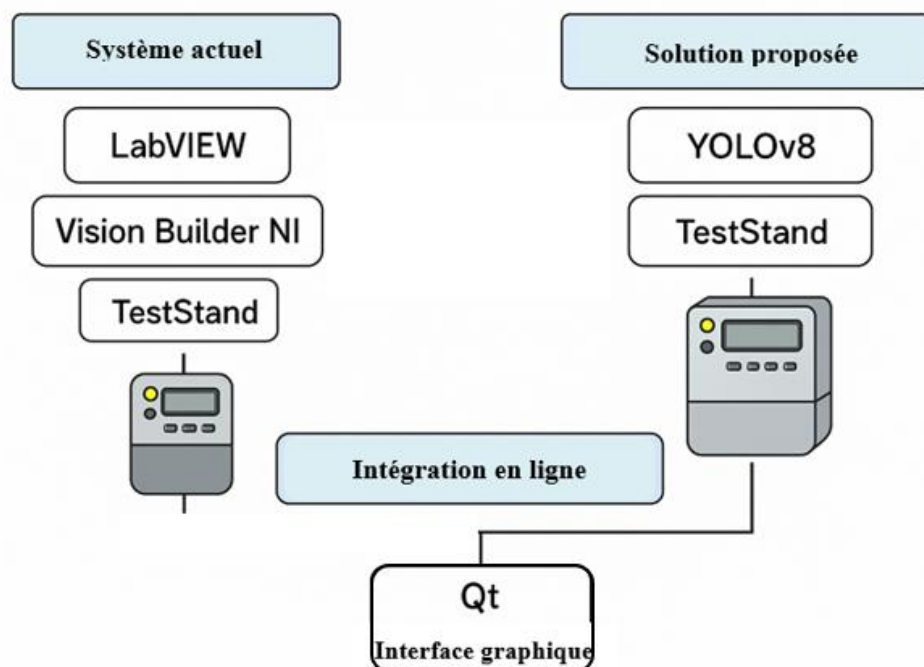 Système actuel
LabVIEW
Vision Builder NI
TestStand
Solution proposée
YOLOv8
TestStand
Intégration en ligne
Qt
Interface graphique